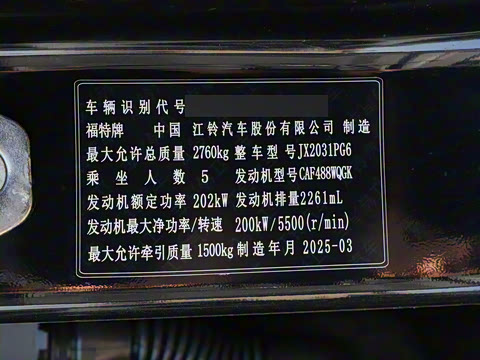 车辆识别代号
福特牌 中国 江铃汽车股份有限公司 制造
最大允许总质量 2760kg 整车型号 JX2031PG6
乘坐人数 5 发动机型号 CAF488WQGK
发动机额定功率 202kW 发动机排量 2261mL
发动机最大净功率/转速 200kW/5500(r/min)
最大允许牵引质量 1500kg 制造年月 2025-03